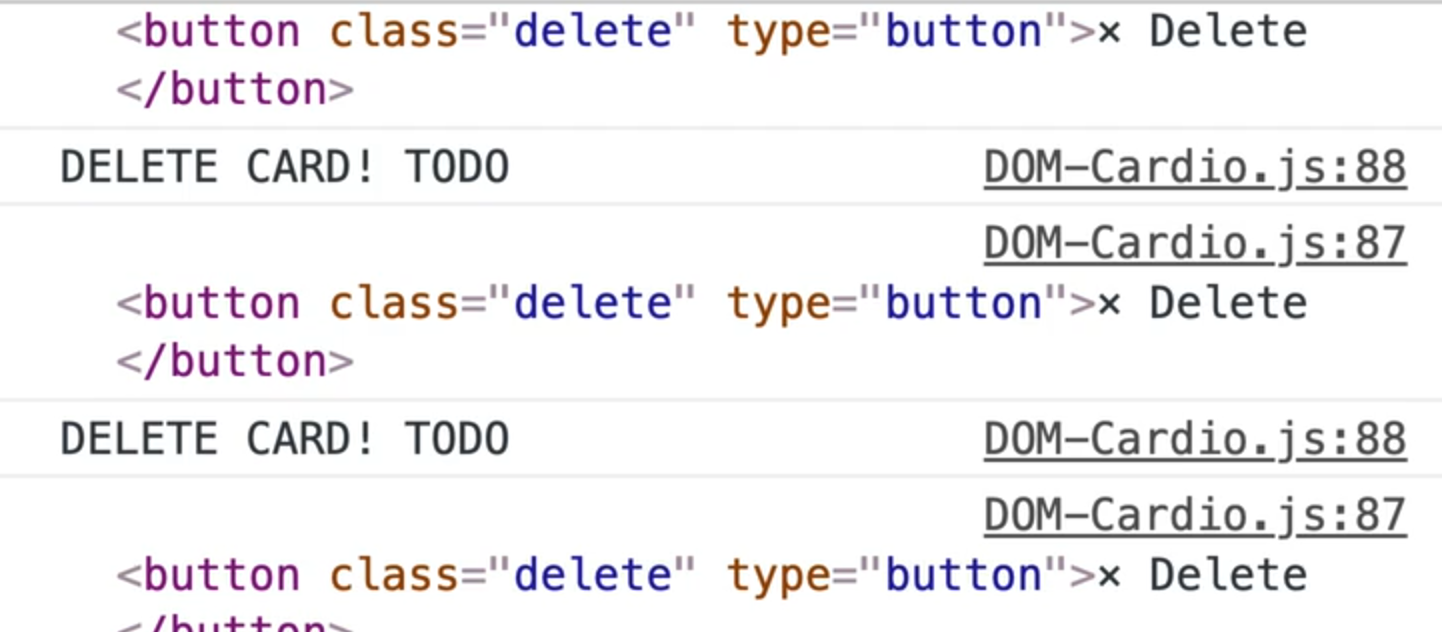 <button class="delete" type="button">× Delete
</button>
DELETE CARD! TODO DOM-Cardio.js:88
DOM-Cardio.js:87
<button class="delete" type="button">× Delete
</button>
DELETE CARD! TODO DOM-Cardio.js:88
DOM-Cardio.js:87
<button class="delete" type="button">× Delete
</button>